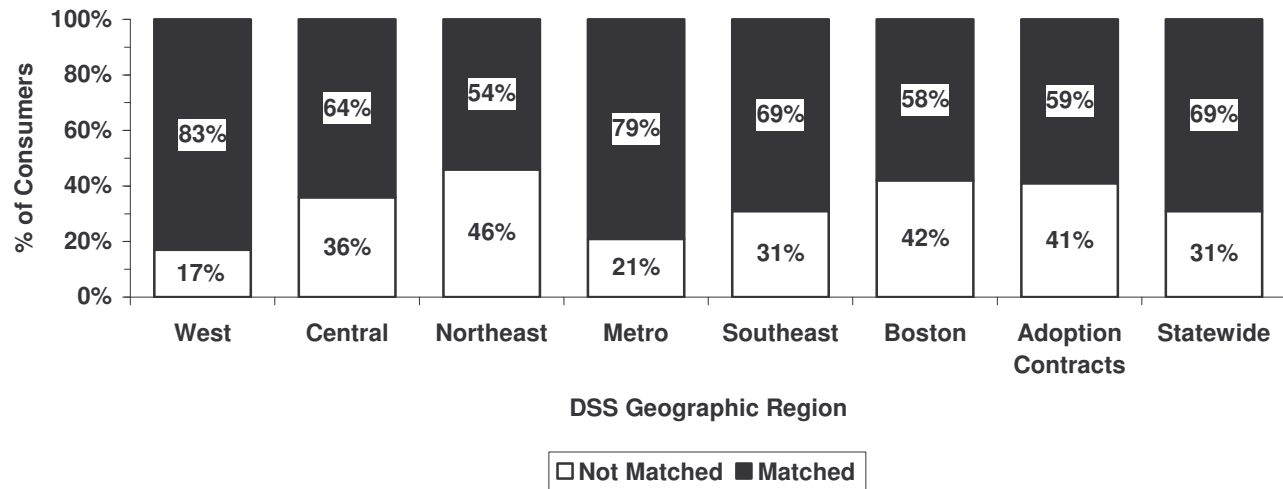 100%
80%
60%
40%
20%
0%
% of Consumers
83% 64% 54% 79% 69% 58% 59% 69%
17% 36% 46% 21% 31% 42% 41% 31%
West Central Northeast Metro Southeast Boston Adoption Contracts Statewide
DSS Geographic Region
Not Matched Matched